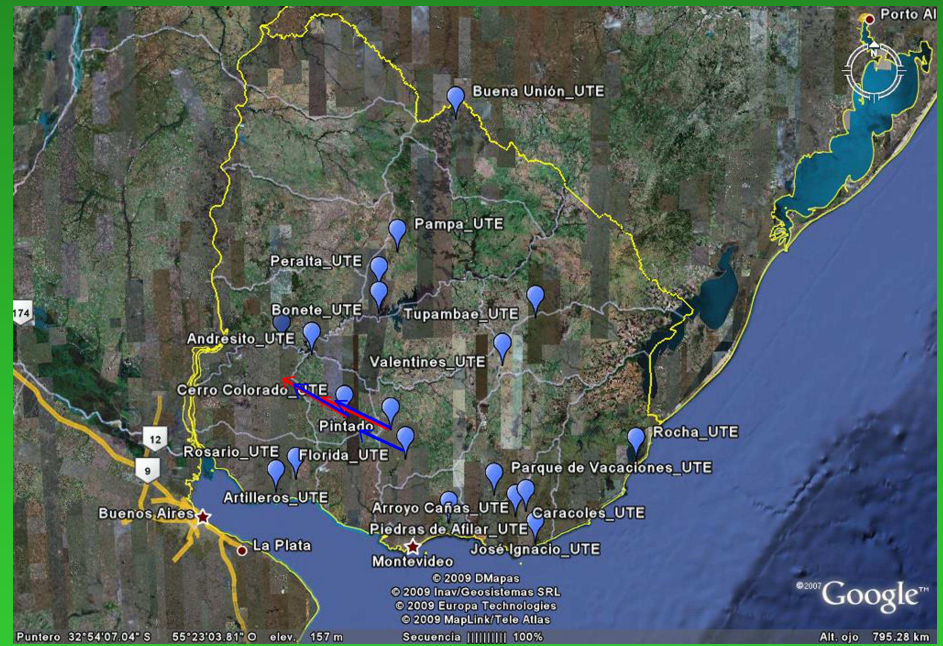 Porto Al
N
Buena Unión_UTE
Pampa_UTE
Peralta_UTE
Bonete_UTE
Tupambae_UTE
174
Andresito_UTE
Valentines_UTE
Cerro Colorado_UTE
Pintado
Rocha_UTE
12
Rosario_UTE
Florida_UTE
9
Parque de Vacaciones_UTE
Artilleros_UTE
Arroyo Cañas_UTE
Caracoles_UTE
Buenos Aires
Piedras de Afilar_UTE
La Plata
José Ignacio_UTE
Montevideo
© 2009 DMapas
© 2009 Inav/Geosistemas SRL
© 2009 Europa Technologies
© 2009 MapLink/Tele Atlas
©2007 Google™
Puntero 32°54'07.04" S 55°23'03.81" O elev. 157 m Secuencia |||||||||| 100% Alt. ojo 795.28 km